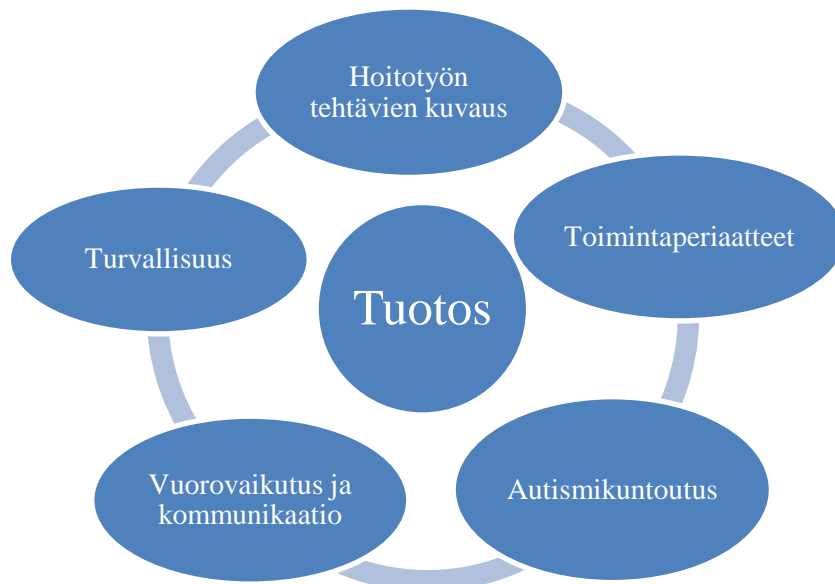 Hoitotyön
tehtävien kuvaus
Toimintaperiaatteet
Turvallisuus
Tuotos
Vuorovaikutus ja
kommunikaatio
Autismikuntoutus